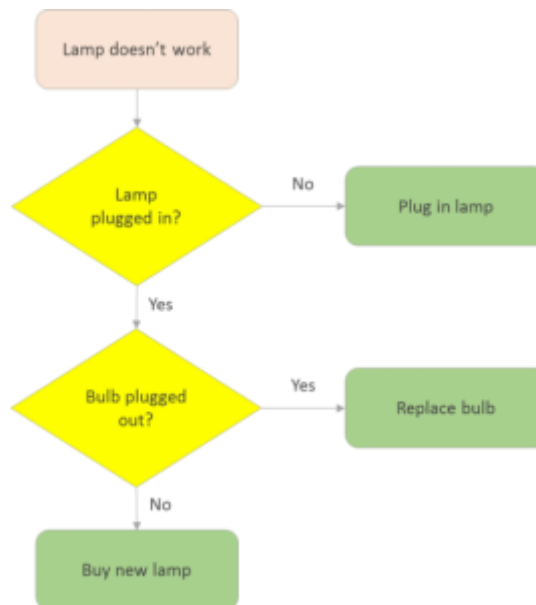 Lamp doesn't work
Lamp
plugged in?
No
Plug in lamp
Yes
Bulb plugged
out?
Yes
Replace bulb
No
Buy new lamp